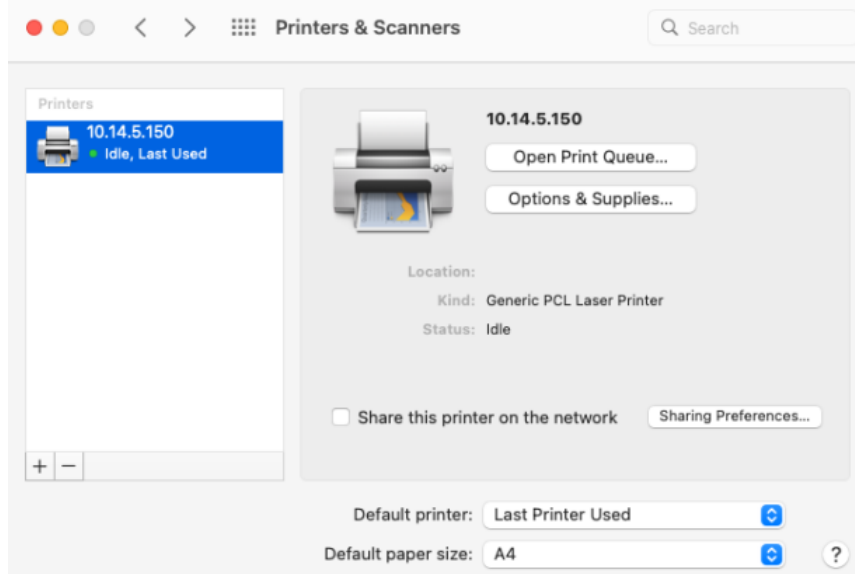 Printers & Scanners
Search
Printers
10.14.5.150
Idle, Last Used
10.14.5.150
Open Print Queue...
Options & Supplies...
Location:
Kind: Generic PCL Laser Printer
Status: Idle
Share this printer on the network
Sharing Preferences...
+ −
Default printer: Last Printer Used
Default paper size: A4
?